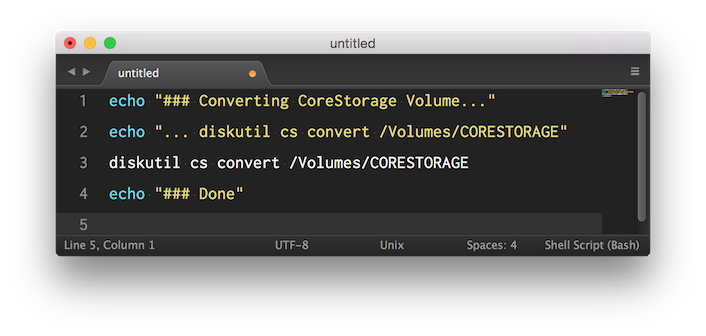 untitled
untitled
1 echo "### Converting CoreStorage Volume..."
2 echo "... diskutil cs convert /Volumes/CORESTORAGE"
3 diskutil cs convert /Volumes/CORESTORAGE
4 echo "### Done"
5
Line 5, Column 1 UTF-8 Unix Spaces: 4 Shell Script (Bash)